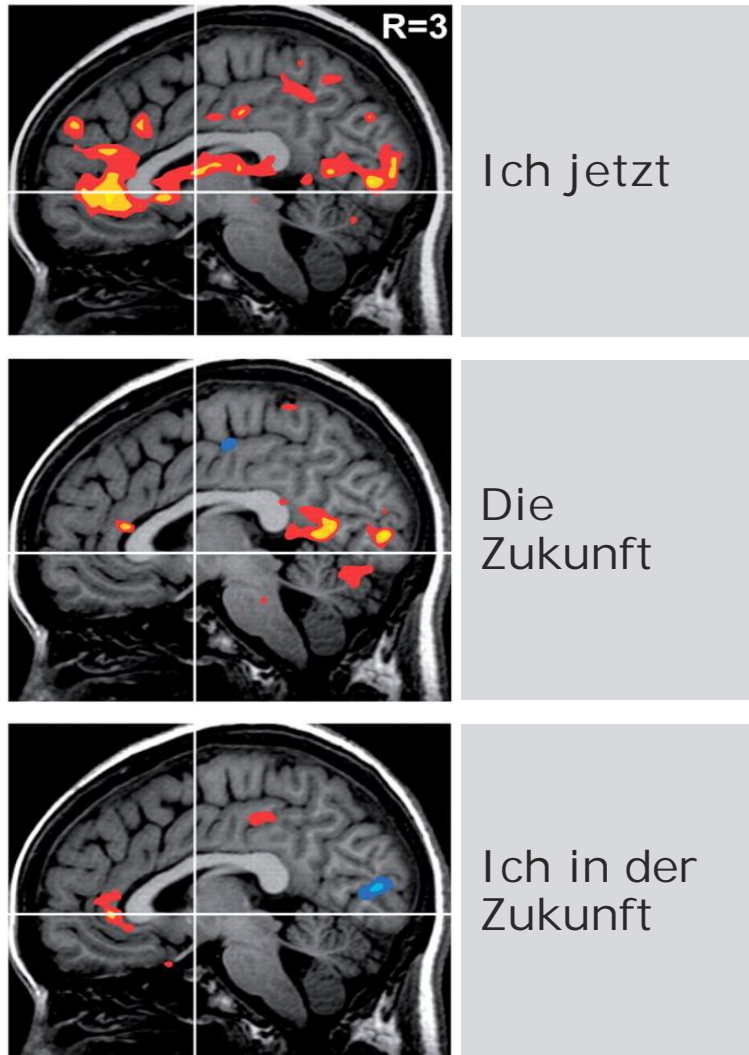 R=3
Ich jetzt
Die
Zukunft
Ich in der
Zukunft